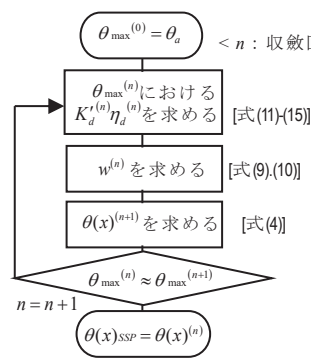 θmax⁽⁰⁾ = θa
< n : 収斂
θmax⁽ⁿ⁾における
K′d⁽ⁿ⁾ηd⁽ⁿ⁾を求める [式(11)-(15)]
w⁽ⁿ⁾を求める [式(9).(10)]
θ(x)⁽ⁿ⁺¹⁾を求める [式(4)]
θmax⁽ⁿ⁾ ≈ θmax⁽ⁿ⁺¹⁾
n = n+1
θ(x)SSP = θ(x)⁽ⁿ⁾